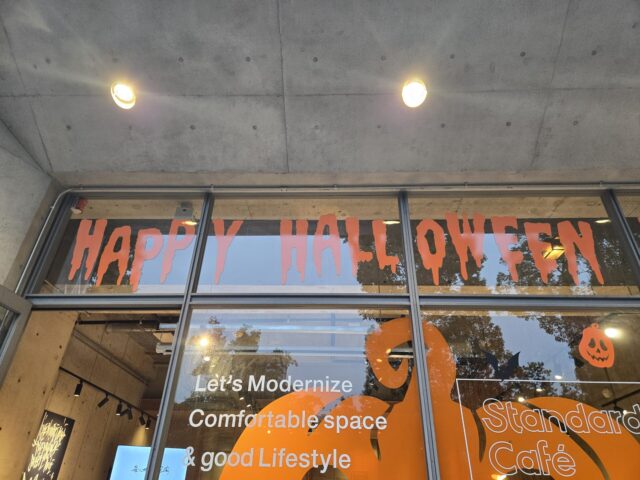 HAPPY HALLOWEEN
Let's Modernize
Comfortable space
& good Lifestyle
Standard
Café